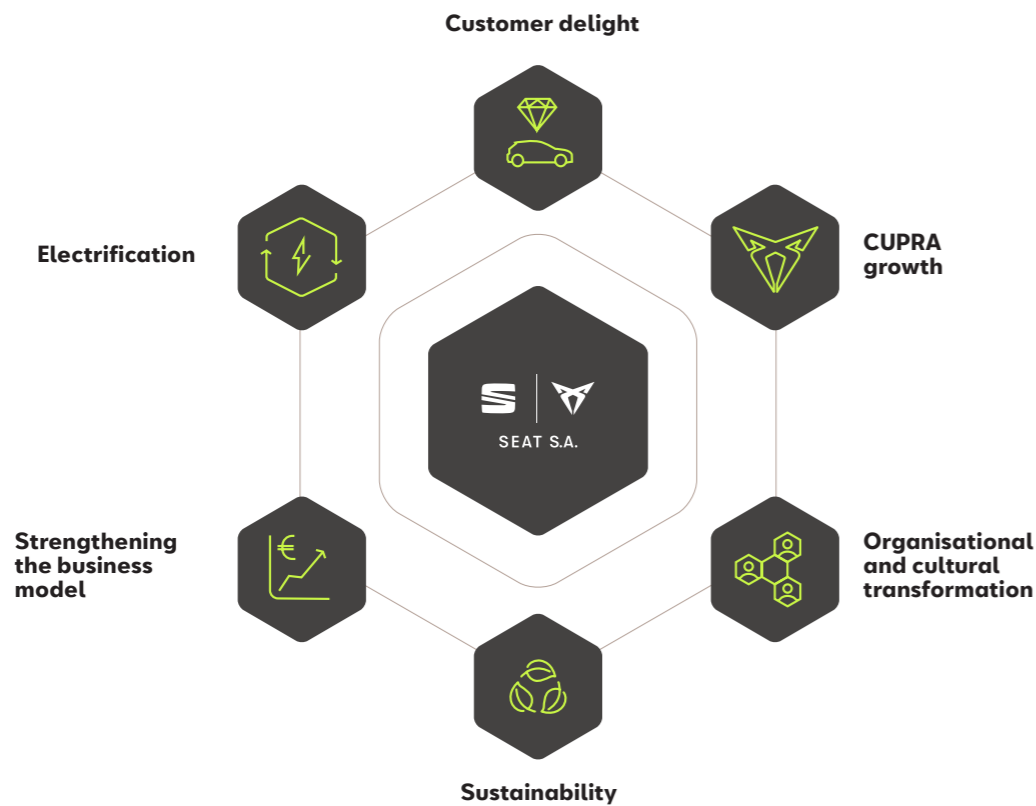 Customer delight
Electrification
CUPRA
growth
SEAT S.A.
Strengthening
the business
model
€
Organisational
and cultural
transformation
Sustainability